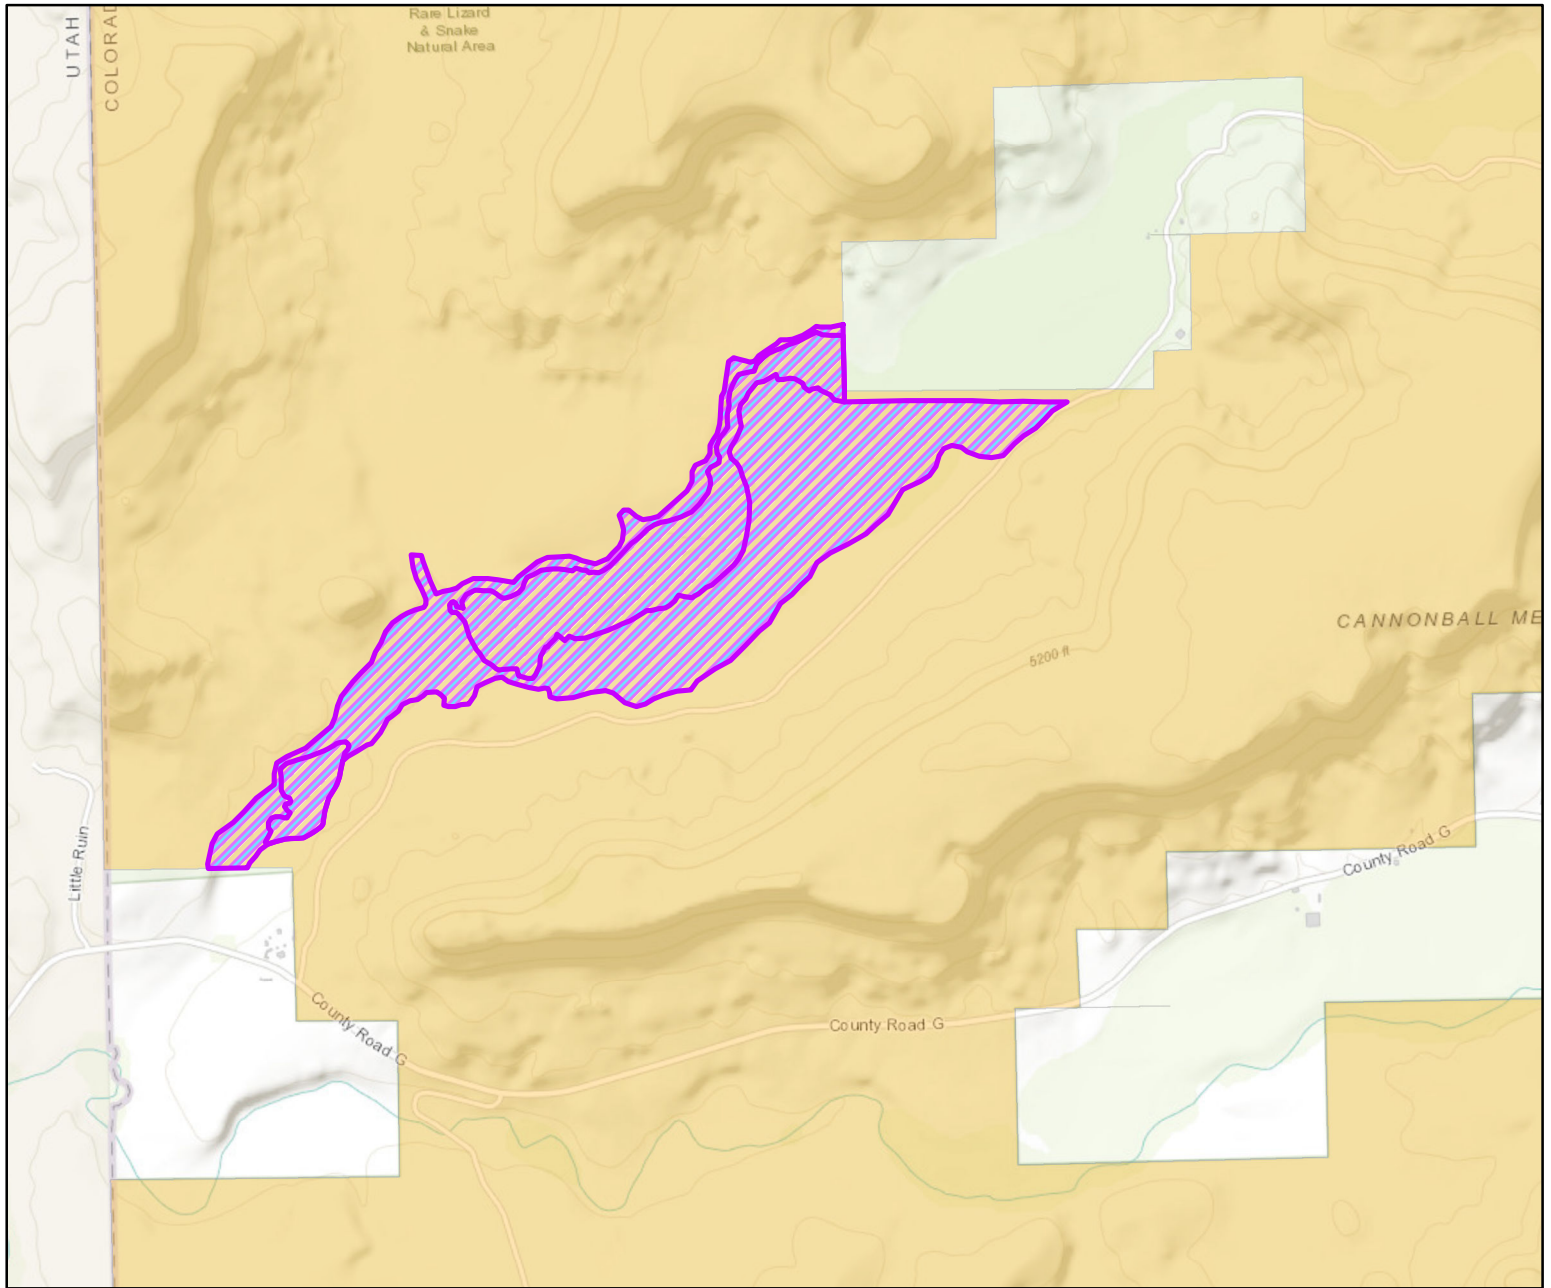 Rare Lizard
& Snake
Natural Area
UTAH
COLORAD
CANNONBALL ME
5200 ft
Little Ruin
County Road G
County Road G
County Road G